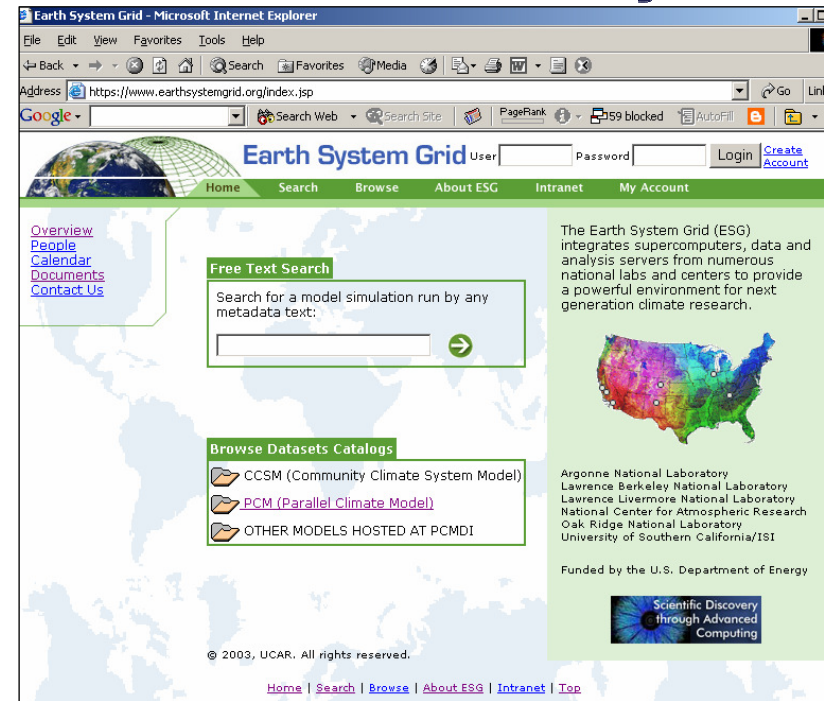 Earth System Grid - Microsoft Internet Explorer
File Edit View Favorites Tools Help
Back Search Favorites Media
Address https://www.earthsystemgrid.org/index.jsp Go
Google Search Web Search Site PageRank 59 blocked AutoFill
Earth System Grid User Password Login Create Account
Home Search Browse About ESG Intranet My Account
Overview
People
Calendar
Documents
Contact Us
Free Text Search
Search for a model simulation run by any
metadata text:
Browse Datasets Catalogs
CCSM (Community Climate System Model)
PCM (Parallel Climate Model)
OTHER MODELS HOSTED AT PCMDI
The Earth System Grid (ESG)
integrates supercomputers, data and
analysis servers from numerous
national labs and centers to provide
a powerful environment for next
generation climate research.
Argonne National Laboratory
Lawrence Berkeley National Laboratory
Lawrence Livermore National Laboratory
National Center for Atmospheric Research
Oak Ridge National Laboratory
University of Southern California/ISI
Funded by the U.S. Department of Energy
Scientific Discovery
through Advanced
Computing
© 2003, UCAR. All rights reserved.
Home | Search | Browse | About ESG | Intranet | Top